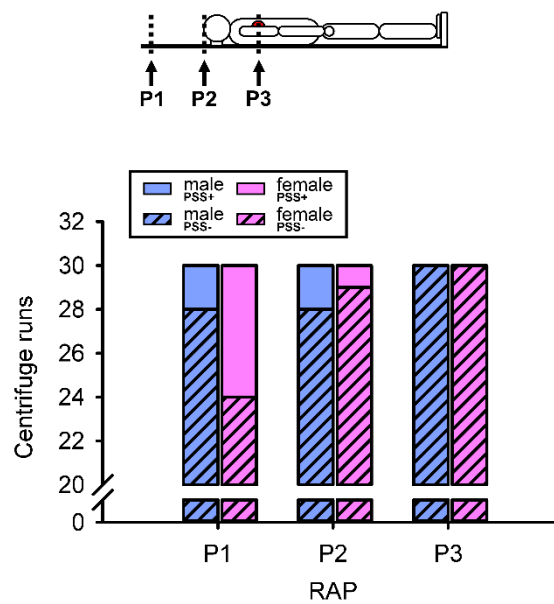 P1 P2 P3
male female
PSS+ PSS+
male female
PSS- PSS-
32
30
28
26
24
22
20
0
Centrifuge runs
P1 P2 P3
RAP